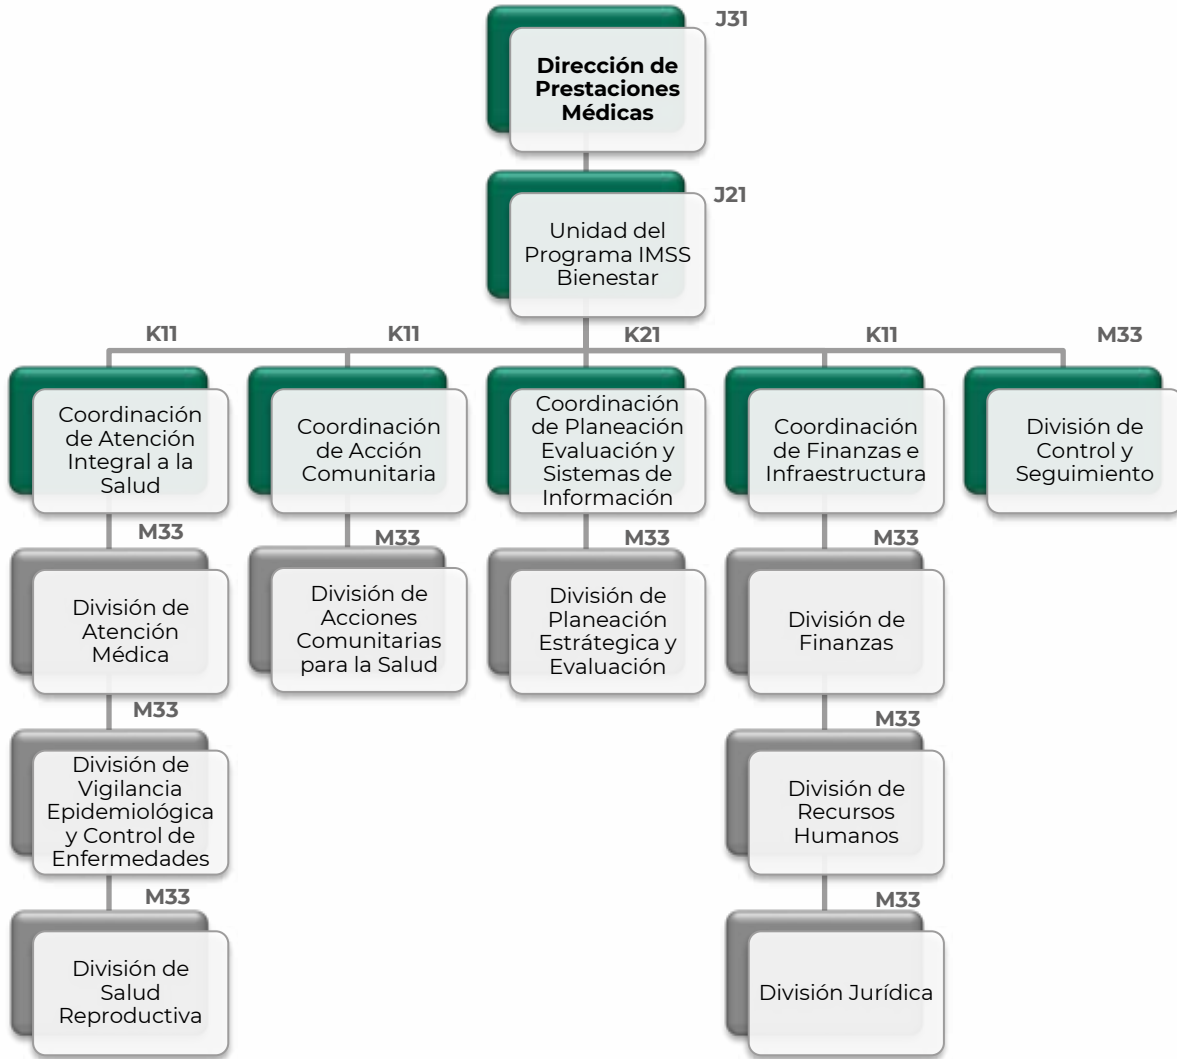 J31
Dirección de
Prestaciones
Médicas
J21
Unidad del
Programa IMSS
Bienestar
K11
K11
K21
K11
M33
Coordinación
de Atención
Integral a la
Salud
Coordinación
de Acción
Comunitaria
Coordinación
de Planeación
Evaluación y
Sistemas de
Información
Coordinación
de Finanzas e
Infraestructura
División de
Control y
Seguimiento
M33
M33
M33
M33
División de
Atención
Médica
División de
Acciones
Comunitarias
para la Salud
División de
Planeación
Estrátegica y
Evaluación
División de
Finanzas
M33
M33
División de
Vigilancia
Epidemiológica
y Control de
Enfermedades
División de
Recursos
Humanos
M33
M33
División de
Salud
Reproductiva
División Jurídica